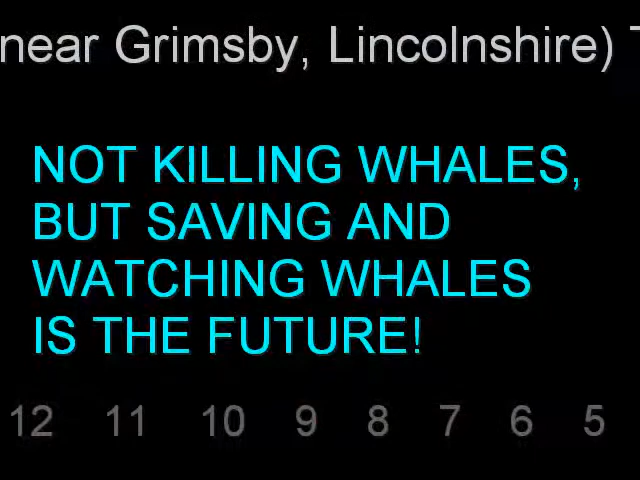 near Grimsby, Lincolnshire)
NOT KILLING WHALES,
BUT SAVING AND
WATCHING WHALES
IS THE FUTURE!
12 11 10 9 8 7 6 5